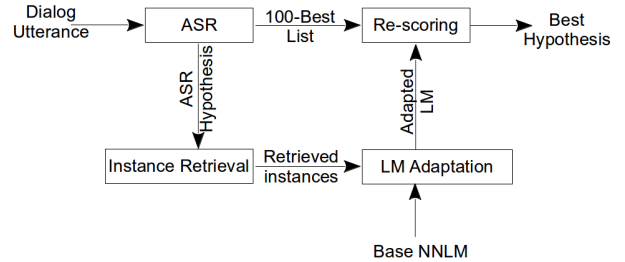 Dialog
Utterance
ASR
100-Best
List
Re-scoring
Best
Hypothesis
ASR
Hypothesis
Adapted
LM
Instance Retrieval
Retrieved
instances
LM Adaptation
Base NNLM